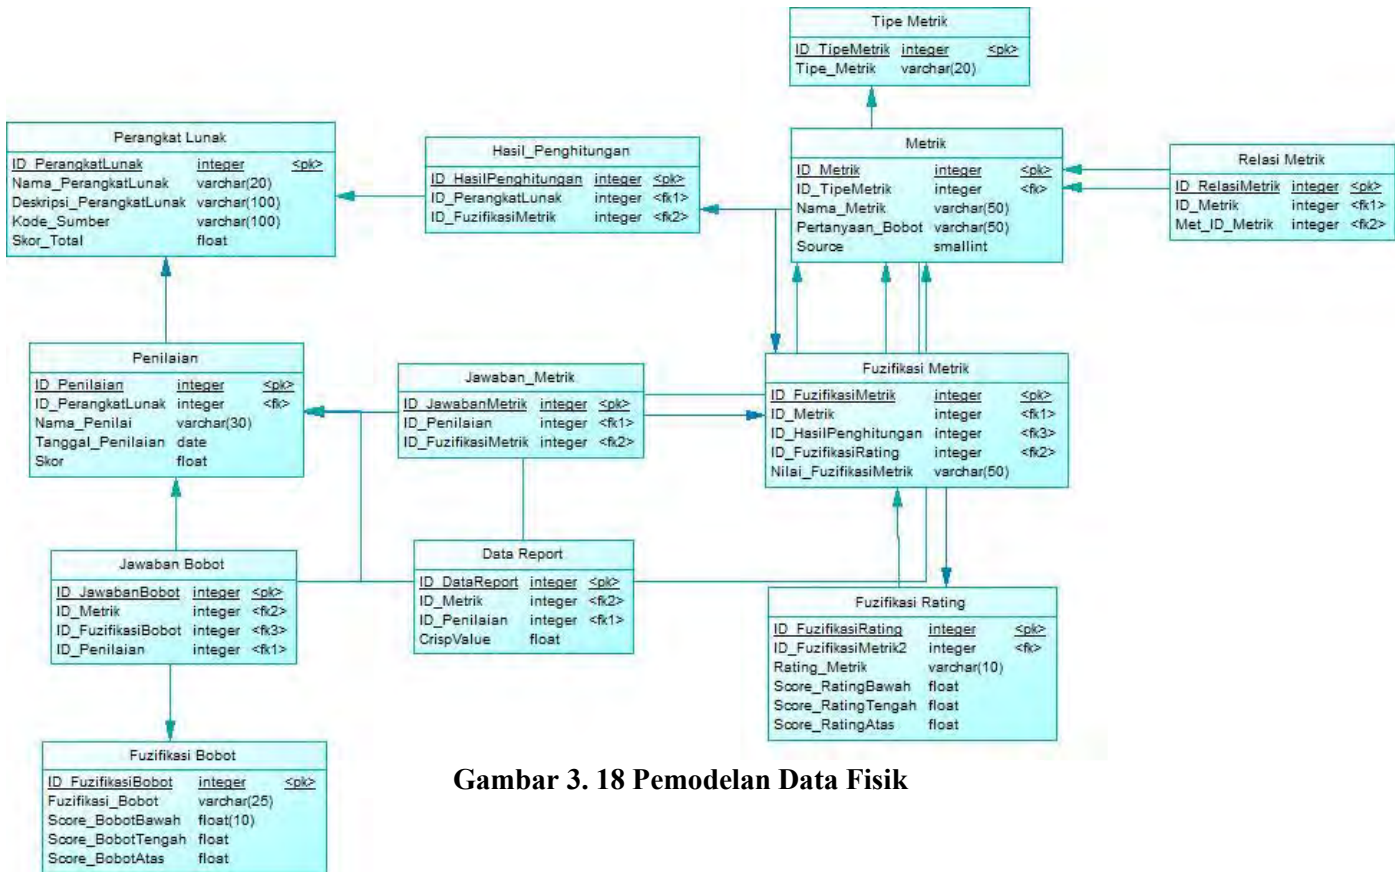 Tipe Metrik
ID_TipeMetrik integer <pk>
Tipe_Metrik varchar(20)
Perangkat Lunak
ID_PerangkatLunak integer <pk>
Nama_PerangkatLunak varchar(20)
Deskripsi_PerangkatLunak varchar(100)
Kode_Sumber varchar(100)
Skor_Total float
Hasil_Penghitungan
ID_HasilPenghitungan integer <pk>
ID_PerangkatLunak integer <fk1>
ID_FuzifikasiMetrik integer <fk2>
Metrik
ID_Metrik integer <pk>
ID_TipeMetrik integer <fk>
Nama_Metrik varchar(50)
Pertanyaan_Bobot varchar(50)
Source smallint
Relasi Metrik
ID_RelasiMetrik integer <pk>
ID_Metrik integer <fk1>
Met_ID_Metrik integer <fk2>
Penilaian
ID_Penilaian integer <pk>
ID_PerangkatLunak integer <fk>
Nama_Penilai varchar(30)
Tanggal_Penilaian date
Skor float
Jawaban_Metrik
ID_JawabanMetrik integer <pk>
ID_Penilaian integer <fk1>
ID_FuzifikasiMetrik integer <fk2>
Fuzifikasi Metrik
ID_FuzifikasiMetrik integer <pk>
ID_Metrik integer <fk1>
ID_HasilPenghitungan integer <fk3>
ID_FuzifikasiRating integer <fk2>
Nilai_FuzifikasiMetrik varchar(50)
Jawaban Bobot
ID_JawabanBobot integer <pk>
ID_Metrik integer <fk2>
ID_FuzifikasiBobot integer <fk3>
ID_Penilaian integer <fk1>
Data Report
ID_DataReport integer <pk>
ID_Metrik integer <fk2>
ID_Penilaian integer <fk1>
CrispValue float
Fuzifikasi Rating
ID_FuzifikasiRating integer <pk>
ID_FuzifikasiMetrik2 integer <fk>
Rating_Metrik varchar(10)
Score_RatingBawah float
Score_RatingTengah float
Score_RatingAtas float
Fuzifikasi Bobot
ID_FuzifikasiBobot integer <pk>
Fuzifikasi_Bobot varchar(25)
Score_BobotBawah float(10)
Score_BobotTengah float
Score_BobotAtas float
Gambar 3. 18 Pemodelan Data Fisik